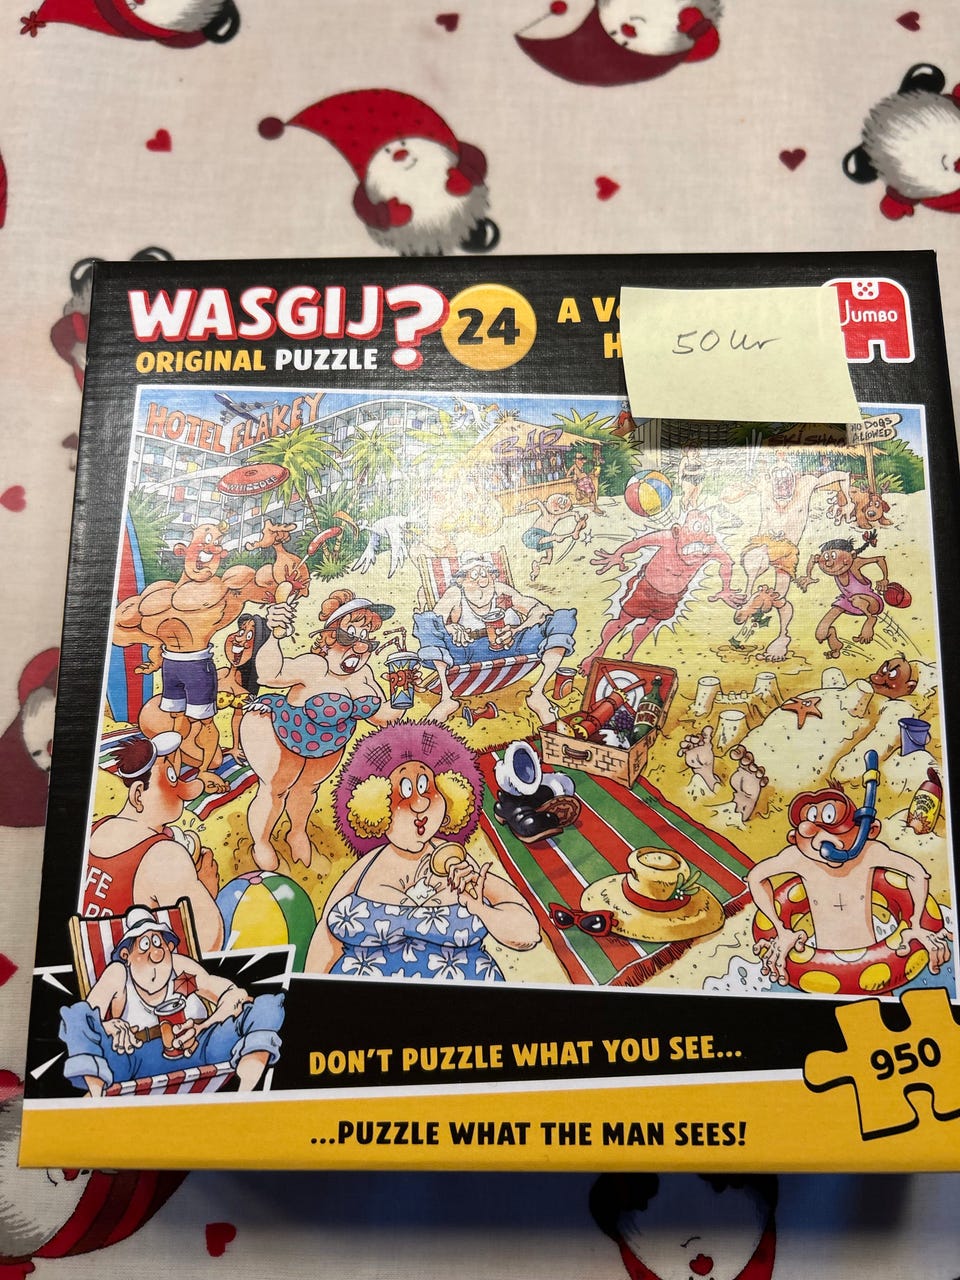 WASGIJ?
ORIGINAL PUZZLE
24
A
Jumbo
50 kr
HOTEL FLAKEY
NO DOGS
ALLOWED
DON'T PUZZLE WHAT YOU SEE...
950
...PUZZLE WHAT THE MAN SEES!